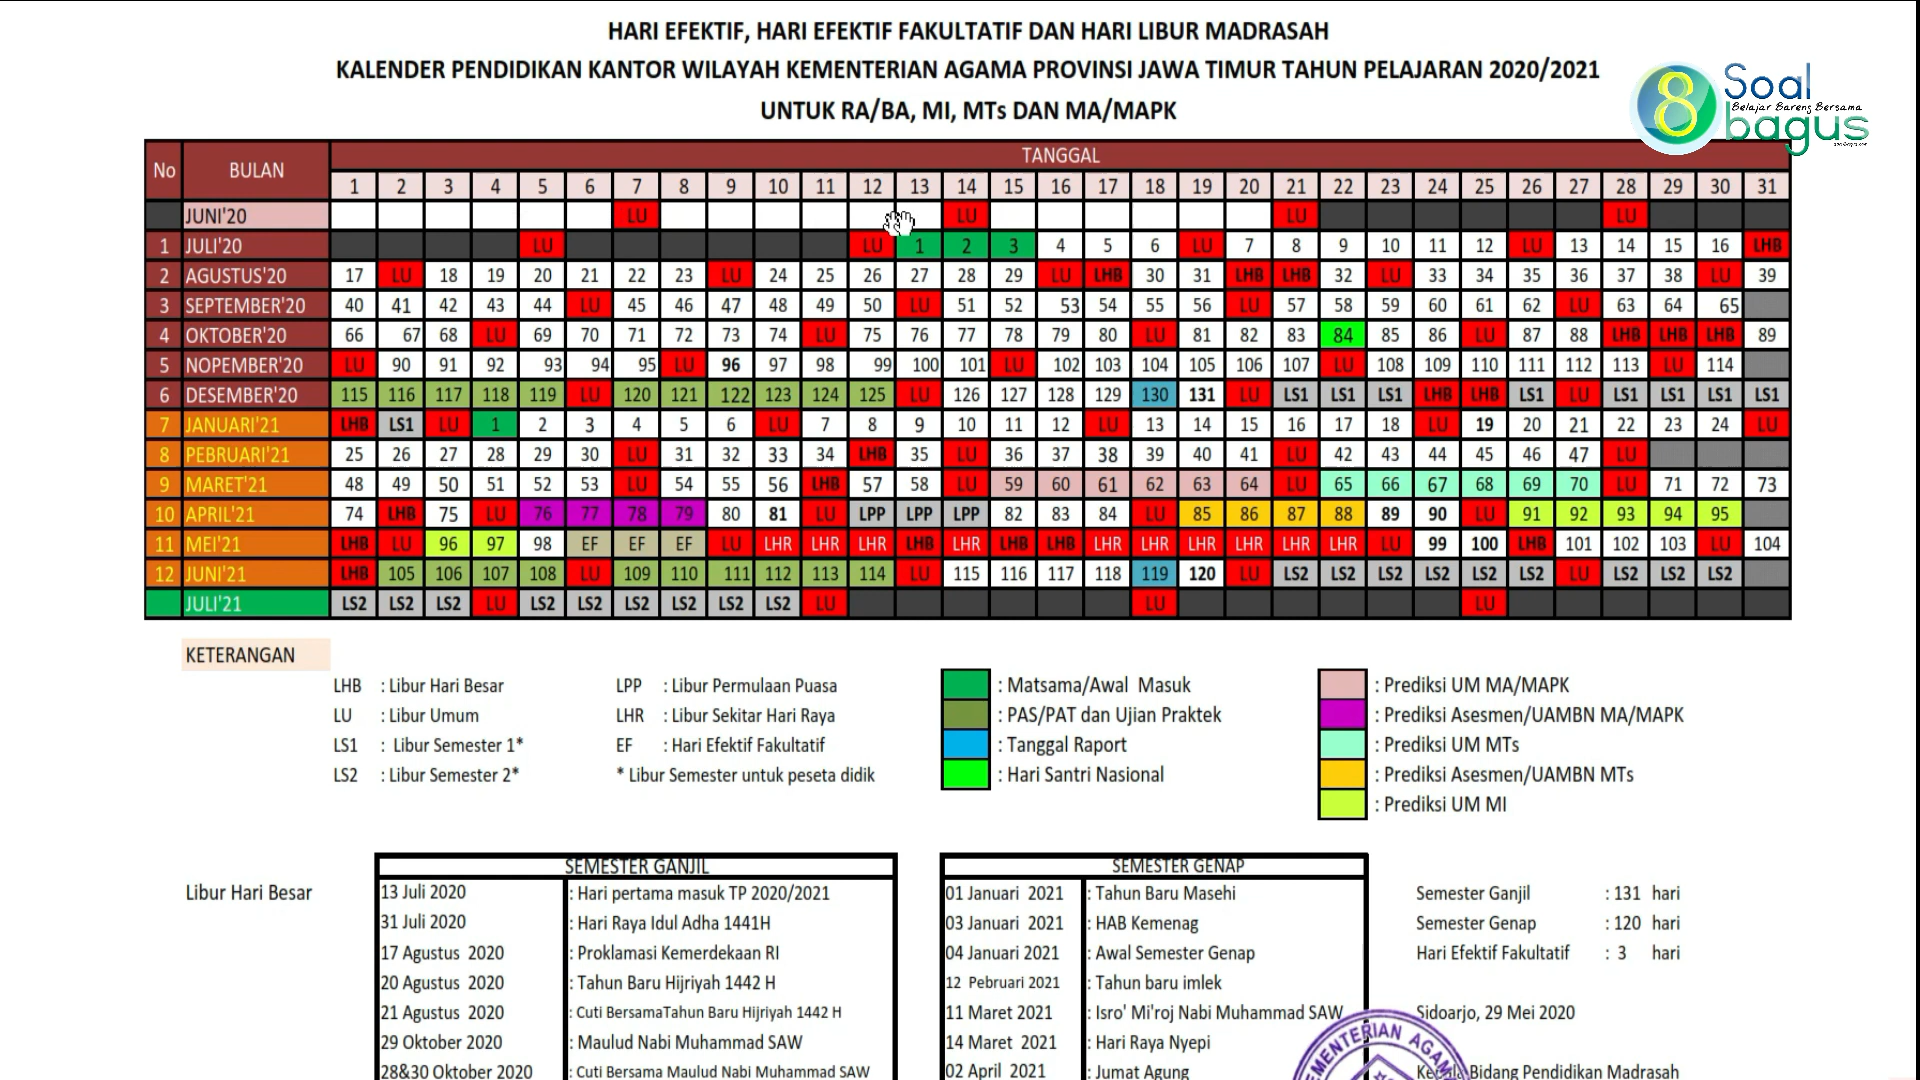 HARI EFEKTIF, HARI EFEKTIF FAKULTATIF DAN HARI LIBUR MADRASAH
KALENDER PENDIDIKAN KANTOR WILAYAH KEMENTERIAN AGAMA PROVINSI JAWA TIMUR TAHUN PELAJARAN 2020/2021
UNTUK RA/BA, MI, MTs DAN MA/MAPK
8 Soal
Belajar Bareng Bersama
bagus
No BULAN TANGGAL
1 2 3 4 5 6 7 8 9 10 11 12 13 14 15 16 17 18 19 20 21 22 23 24 25 26 27 28 29 30 31
JUNI'20 LU LU LU LU
1 JULI'20 LU LU 1 2 3 4 5 6 LU 7 8 9 10 11 12 LU 13 14 15 16 LHB
2 AGUSTUS'20 17 LU 18 19 20 21 22 23 LU 24 25 26 27 28 29 LU LHB 30 31 LHB LHB 32 LU 33 34 35 36 37 38 LU 39
3 SEPTEMBER'20 40 41 42 43 44 LU 45 46 47 48 49 50 LU 51 52 53 54 55 56 LU 57 58 59 60 61 62 LU 63 64 65
4 OKTOBER'20 66 67 68 LU 69 70 71 72 73 74 LU 75 76 77 78 79 80 LU 81 82 83 84 85 86 LU 87 88 LHB LHB LHB 89
5 NOPEMBER'20 LU 90 91 92 93 94 95 LU 96 97 98 99 100 101 LU 102 103 104 105 106 107 LU 108 109 110 111 112 113 LU 114
6 DESEMBER'20 115 116 117 118 119 LU 120 121 122 123 124 125 LU 126 127 128 129 130 131 LU LS1 LS1 LS1 LHB LHB LS1 LU LS1 LS1 LS1 LS1
7 JANUARI'21 LHB LS1 LU 1 2 3 4 5 6 LU 7 8 9 10 11 12 LU 13 14 15 16 17 18 LU 19 20 21 22 23 24 LU
8 PEBRUARI'21 25 26 27 28 29 30 LU 31 32 33 34 LHB 35 LU 36 37 38 39 40 41 LU 42 43 44 45 46 47 LU
9 MARET'21 48 49 50 51 52 53 LU 54 55 56 LHB 57 58 LU 59 60 61 62 63 64 LU 65 66 67 68 69 70 LU 71 72 73
10 APRIL'21 74 LHB 75 LU 76 77 78 79 80 81 LU LPP LPP LPP 82 83 84 LU 85 86 87 88 89 90 LU 91 92 93 94 95
11 MEI'21 LHB LU 96 97 98 EF EF EF LU LHR LHR LHR LHB LHR LHB LHB LHR LHR LHR LHR LHR LHR LU 99 100 LHB 101 102 103 LU 104
12 JUNI'21 LHB 105 106 107 108 LU 109 110 111 112 113 114 LU 115 116 117 118 119 120 LU LS2 LS2 LS2 LS2 LS2 LS2 LU LS2 LS2 LS2
JULI'21 LS2 LS2 LS2 LU LS2 LS2 LS2 LS2 LS2 LS2 LU LU LU
KETERANGAN
LHB : Libur Hari Besar LPP : Libur Permulaan Puasa : Matsama/Awal Masuk : Prediksi UM MA/MAPK
LU : Libur Umum LHR : Libur Sekitar Hari Raya : PAS/PAT dan Ujian Praktek : Prediksi Asesmen/UAMBN MA/MAPK
LS1 : Libur Semester 1* EF : Hari Efektif Fakultatif : Tanggal Raport : Prediksi UM MTs
LS2 : Libur Semester 2* * Libur Semester untuk peseta didik : Hari Santri Nasional : Prediksi Asesmen/UAMBN MTs
: Prediksi UM MI
SEMESTER GANJIL SEMESTER GENAP
Libur Hari Besar 13 Juli 2020 : Hari pertama masuk TP 2020/2021 01 Januari 2021 : Tahun Baru Masehi Semester Ganjil : 131 hari
31 Juli 2020 : Hari Raya Idul Adha 1441H 03 Januari 2021 : HAB Kemenag Semester Genap : 120 hari
17 Agustus 2020 : Proklamasi Kemerdekaan RI 04 Januari 2021 : Awal Semester Genap Hari Efektif Fakultatif : 3 hari
20 Agustus 2020 : Tahun Baru Hijriyah 1442 H 12 Pebruari 2021 : Tahun baru imlek
21 Agustus 2020 : Cuti BersamaTahun Baru Hijriyah 1442 H 11 Maret 2021 : Isro' Mi'roj Nabi Muhammad SAW Sidoarjo, 29 Mei 2020
29 Oktober 2020 : Maulud Nabi Muhammad SAW 14 Maret 2021 : Hari Raya Nyepi
28&30 Oktober 2020 : Cuti Bersama Maulud Nabi Muhammad SAW 02 April 2021 : Jumat Agung Kepala Bidang Pendidikan Madrasah